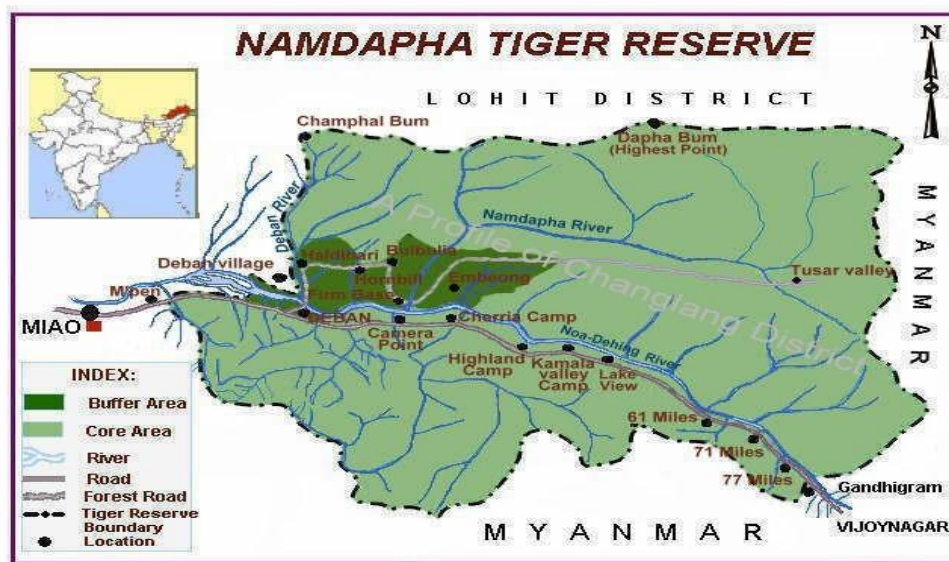 NAMDAPHA TIGER RESERVE
N
LOHIT DISTRICT
Champhal Bum
Dapha Bum
(Highest Point)
MYANMAR
Deban River
Namdapha River
A Profile of Changlang District
Deban village
Haldibari
Bulbulia
Hornbill
Embeong
Tusar valley
M'pen
Firm Base
MIAO
DEBAN
Camera
Point
Cherria Camp
Noa-Dehing River
Highland
Camp
Kamala
valley
Camp
Lake
View
INDEX:
Buffer Area
Core Area
River
Road
Forest Road
Tiger Reserve
Boundary
Location
61 Miles
71 Miles
77 Miles
Gandhigram
VIJOYNAGAR
MYANMAR